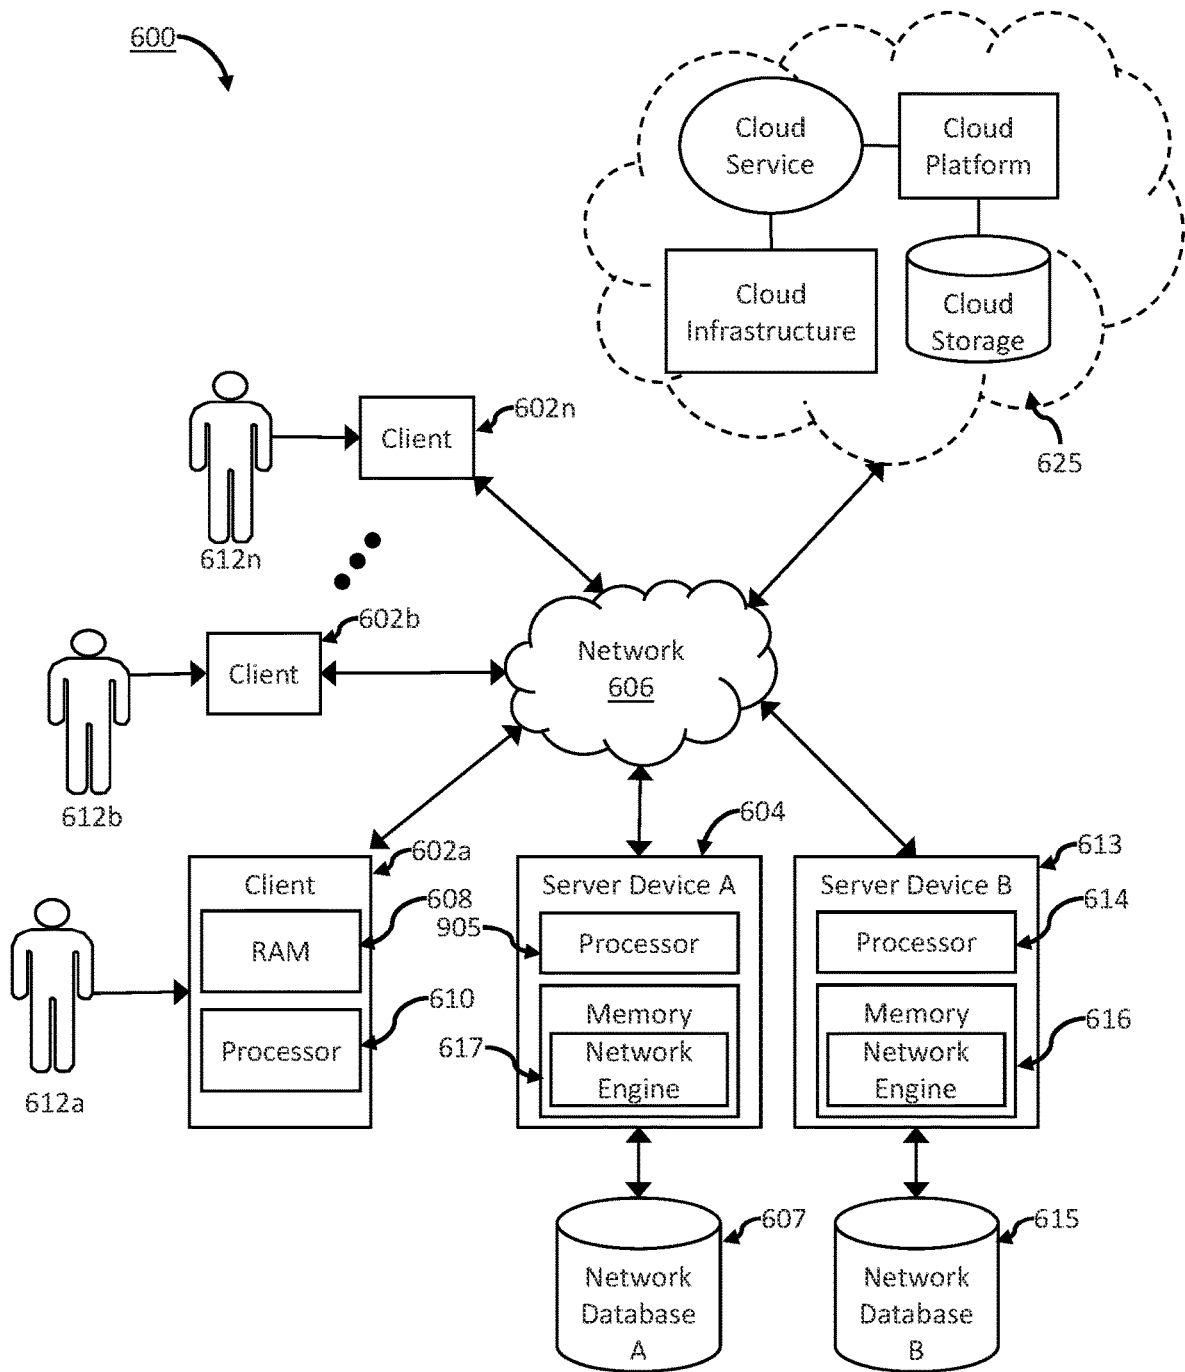 600
Cloud
Service
Cloud
Platform
Cloud
Infrastructure
Cloud
Storage
625
Client
602n
612n
602b
Client
612b
Network
606
604
602a
613
Client
608
RAM
610
Processor
612a
Server Device A
905
Processor
Memory
617
Network
Engine
Server Device B
614
Processor
Memory
616
Network
Engine
607
Network
Database
A
615
Network
Database
B